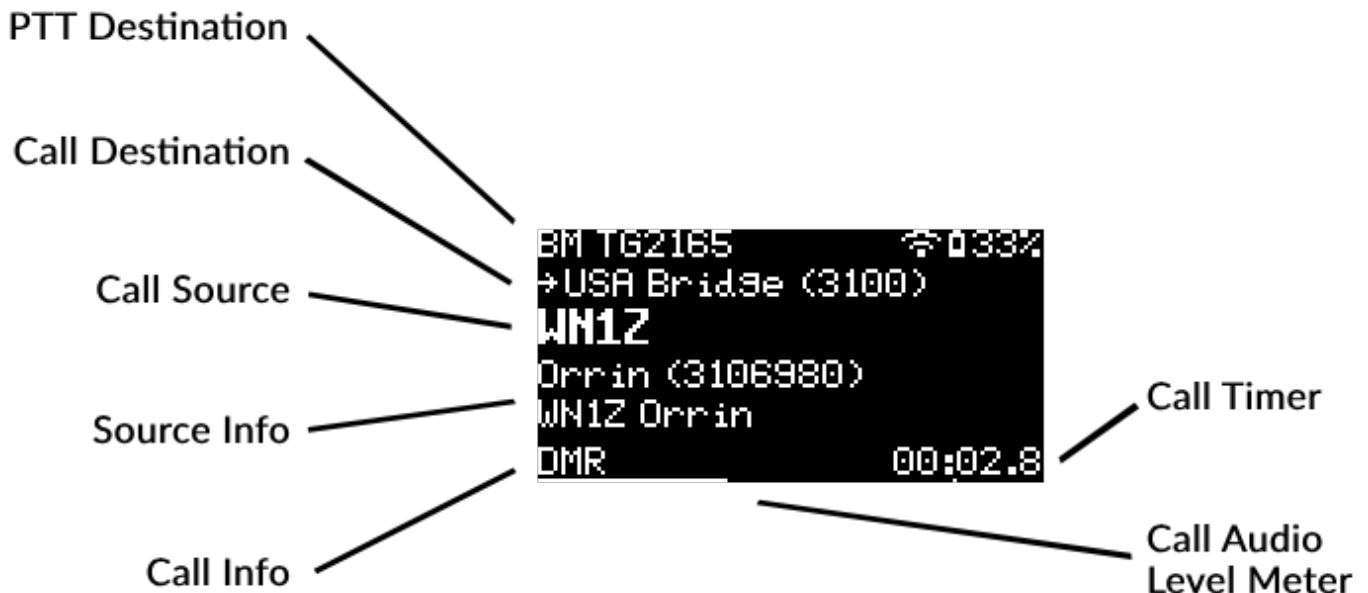 PTT Destination
Call Destination
Call Source
Source Info
Call Info
BM TG2165 33%
→USA Bridge (3100)
WN1Z
Orrin (3106980)
WN1Z Orrin
DMR 00:02.8
Call Timer
Call Audio
Level Meter